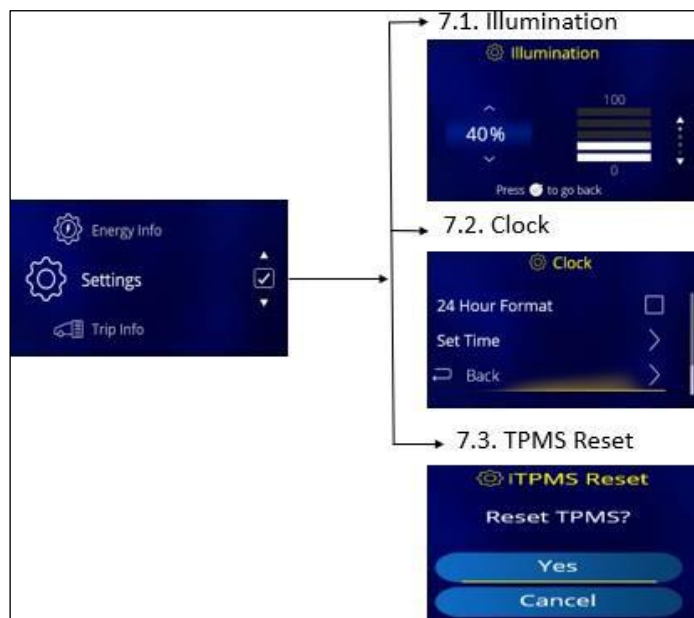 7.1. Illumination
Illumination
100
40%
0
Press to go back
Energy Info
Settings
Trip Info
7.2. Clock
Clock
24 Hour Format
Set Time
Back
7.3. TPMS Reset
iTPMS Reset
Reset TPMS?
Yes
Cancel